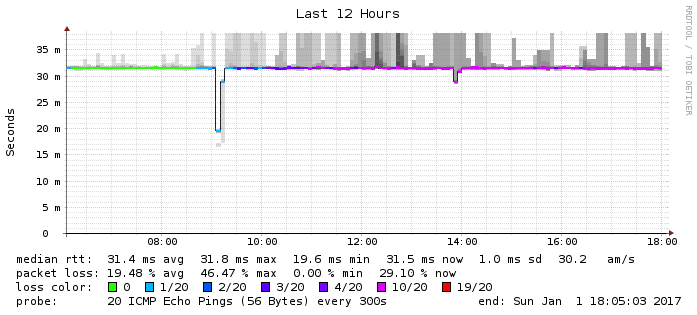 Last 12 Hours
RRDTOOL / TOBI OETIKER
Seconds
35 m
30 m
25 m
20 m
15 m
10 m
5 m
0
08:00 10:00 12:00 14:00 16:00 18:00
median rtt: 31.4 ms avg 31.8 ms max 19.6 ms min 31.5 ms now 1.0 ms sd 30.2 am/s
packet loss: 19.48 % avg 46.47 % max 0.00 % min 29.10 % now
loss color: 0 1/20 2/20 3/20 4/20 10/20 19/20
probe: 20 ICMP Echo Pings (56 Bytes) every 300s end: Sun Jan 1 18:05:03 2017